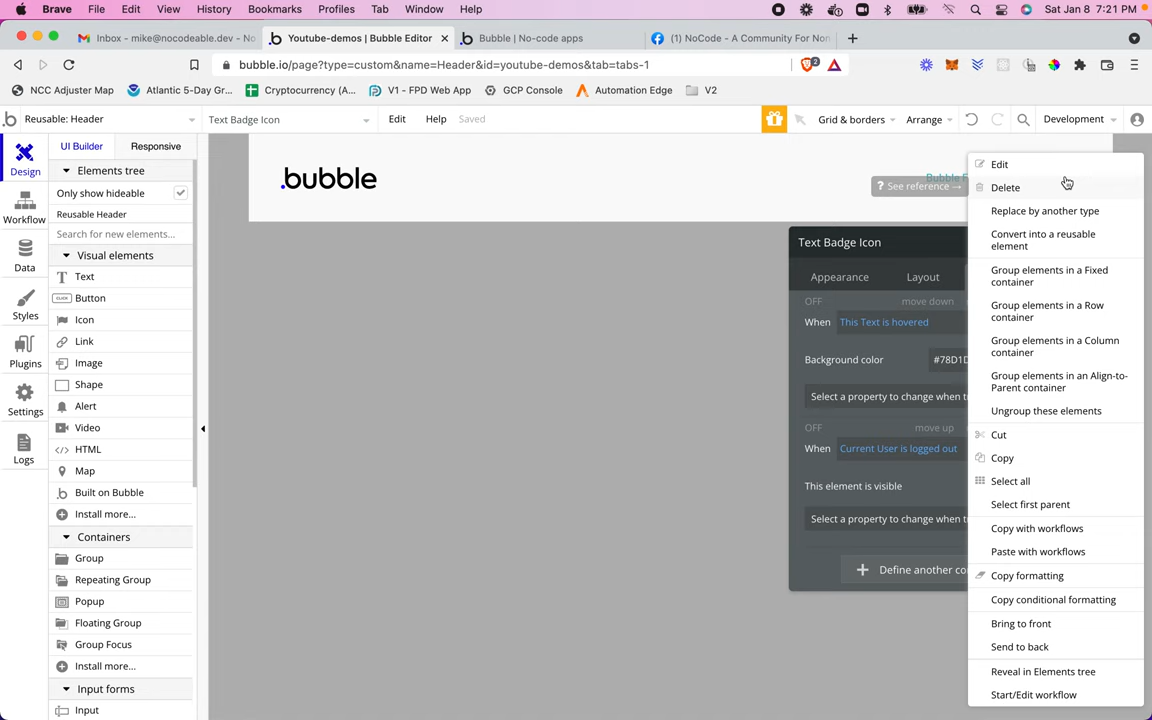 Brave File Edit View History Bookmarks Profiles Tab Window Help Sat Jan 8 7:21 PM
Inbox - mike@nocodeable.dev - No
Youtube-demos | Bubble Editor
Bubble | No-code apps
(1) NoCode - A Community For Non
bubble.io/page?type=custom&name=Header&id=youtube-demos&tab=tabs-1
2
NCC Adjuster Map Atlantic 5-Day Gr... Cryptocurrency (A... V1 - FPD Web App GCP Console Automation Edge V2
Reusable: Header Text Badge Icon Edit Help Saved Grid & borders Arrange Development
Design
Workflow
Data
Styles
Plugins
Settings
Logs
UI Builder Responsive
Elements tree
Only show hideable
Reusable Header
Search for new elements...
Visual elements
Text
CLICK Button
Icon
Link
Image
Shape
Alert
Video
HTML
Map
Built on Bubble
Install more...
Containers
Group
Repeating Group
Popup
Floating Group
Group Focus
Install more...
Input forms
Input
.bubble
Bubble F
? See reference →
Text Badge Icon
Appearance Layout
OFF move down
When This Text is hovered
Background color #78D1D
Select a property to change when t
OFF move up
When Current User is logged out
This element is visible
Select a property to change when t
Define another co
Edit
Delete
Replace by another type
Convert into a reusable
element
Group elements in a Fixed
container
Group elements in a Row
container
Group elements in a Column
container
Group elements in an Align-to-
Parent container
Ungroup these elements
Cut
Copy
Select all
Select first parent
Copy with workflows
Paste with workflows
Copy formatting
Copy conditional formatting
Bring to front
Send to back
Reveal in Elements tree
Start/Edit workflow